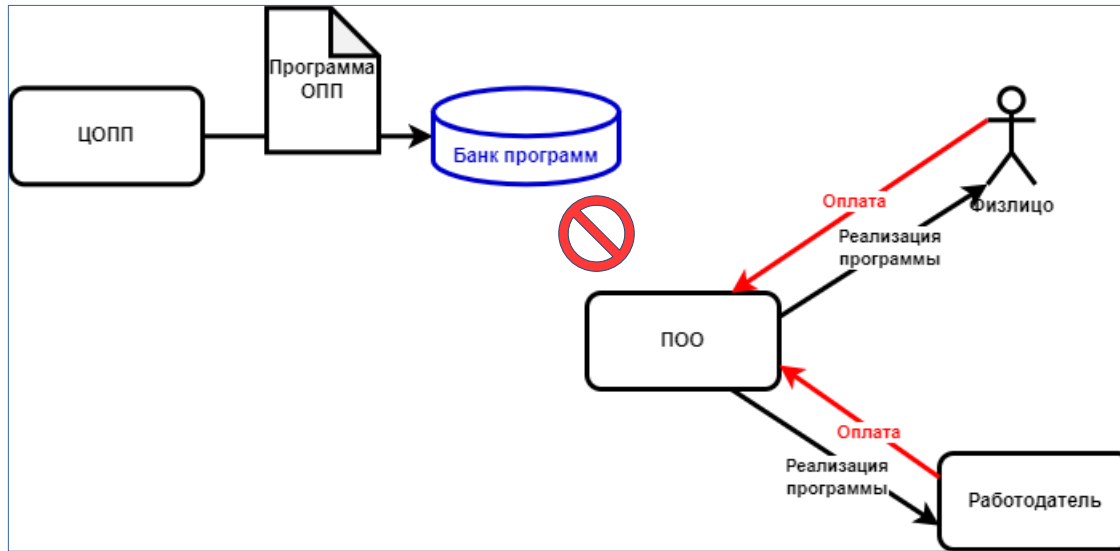 Программа
ОПП
ЦОПП
Банк программ
Физлицо
Оплата
Реализация
программы
ПОО
Оплата
Реализация
программы
Работодатель